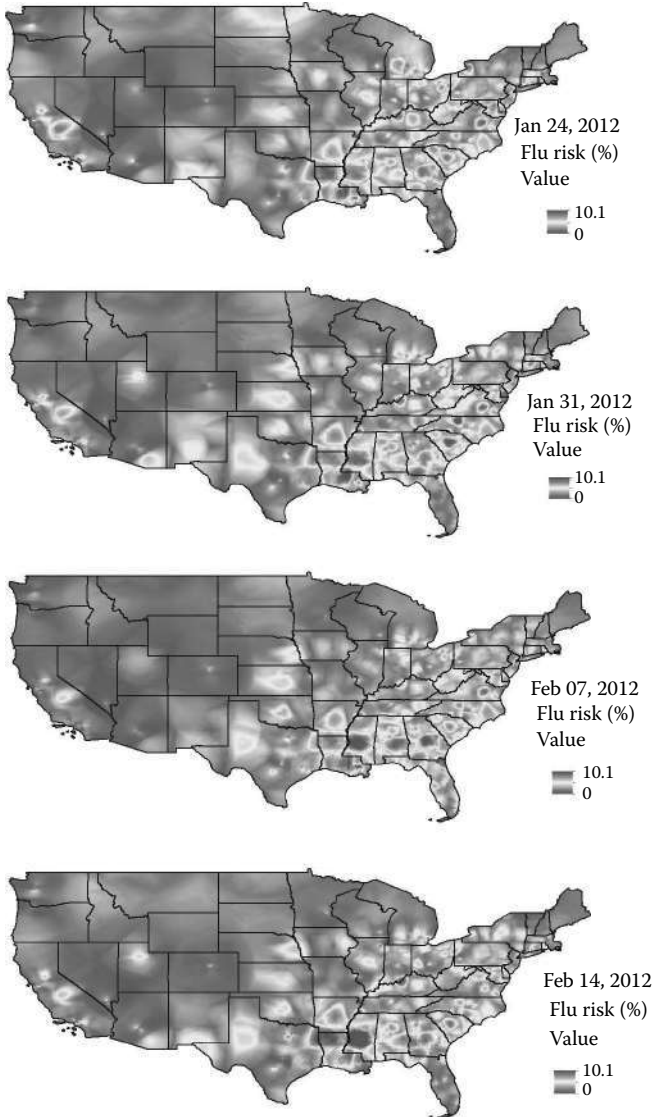 Jan 24, 2012
Flu risk (%)
Value
10.1
0
Jan 31, 2012
Flu risk (%)
Value
10.1
0
Feb 07, 2012
Flu risk (%)
Value
10.1
0
Feb 14, 2012
Flu risk (%)
Value
10.1
0